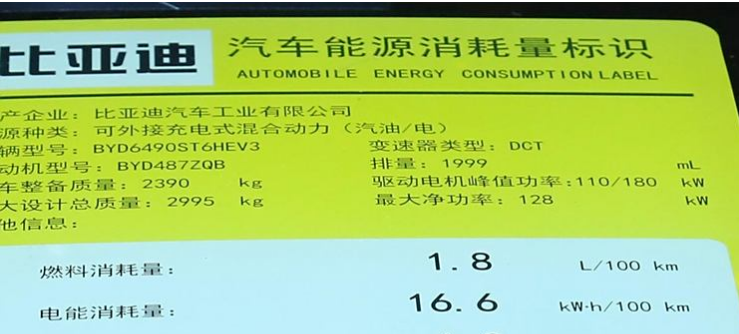 比亚迪 汽车能源消耗量标识
AUTOMOBILE ENERGY CONSUMPTION LABEL
产企业：比亚迪汽车工业有限公司
源种类：可外接充电式混合动力（汽油/电）
辆型号：BYD6490ST6HEV3 变速器类型：DCT
动机型号：BYD487ZQB 排量：1999 mL
车整备质量：2390 kg 驱动电机峰值功率：110/180 kW
大设计总质量：2995 kg 最大净功率：128 kW
他信息：
燃料消耗量： 1.8 L/100 km
电能消耗量： 16.6 kW·h/100 km